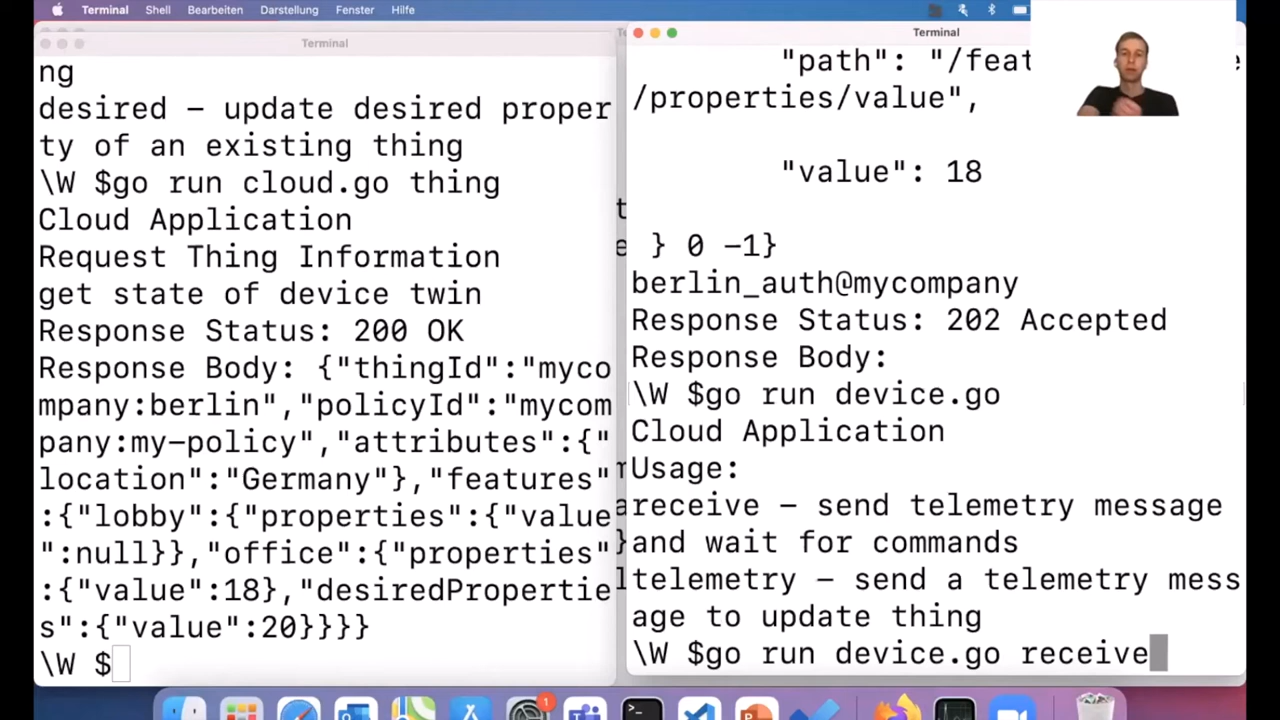 Terminal Shell Bearbeiten Darstellung Fenster Hilfe
Terminal
ng
desired – update desired proper
ty of an existing thing
\W $go run cloud.go thing
Cloud Application
Request Thing Information
get state of device twin
Response Status: 200 OK
Response Body: {"thingId":"myco
mpany:berlin","policyId":"mycom
pany:my-policy","attributes":{"
location":"Germany"},"features"
:{"lobby":{"properties":{"value
":null}},"office":{"properties"
:{"value":18},"desiredPropertie
s":{"value":20}}}}
\W $
Terminal
"path": "/feat
/properties/value",
"value": 18
} 0 –1}
berlin_auth@mycompany
Response Status: 202 Accepted
Response Body:
\W $go run device.go
Cloud Application
Usage:
receive – send telemetry message
and wait for commands
telemetry – send a telemetry mess
age to update thing
\W $go run device.go receive
1